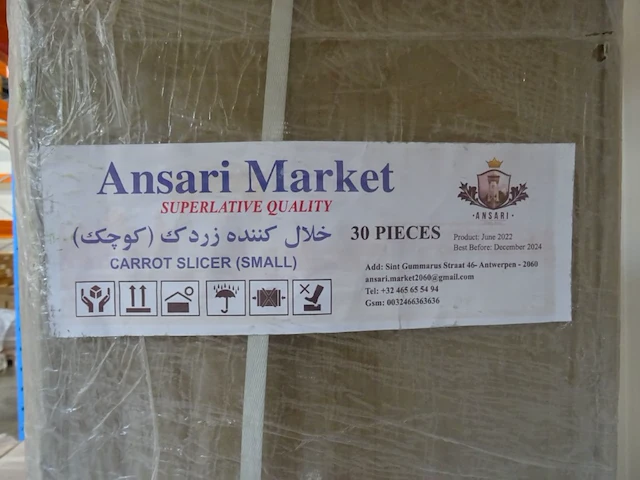 Ansari Market
SUPERLATIVE QUALITY
خلال کننده زردک (کوچک)
30 PIECES
CARROT SLICER (SMALL)
ANSARI
Product: June 2022
Best Before: December 2024
Add: Sint Gummarus Straat 46- Antwerpen - 2060
ansari.market2060@gmail.com
Tel: +32 465 65 54 94
Gsm: 0032466363636